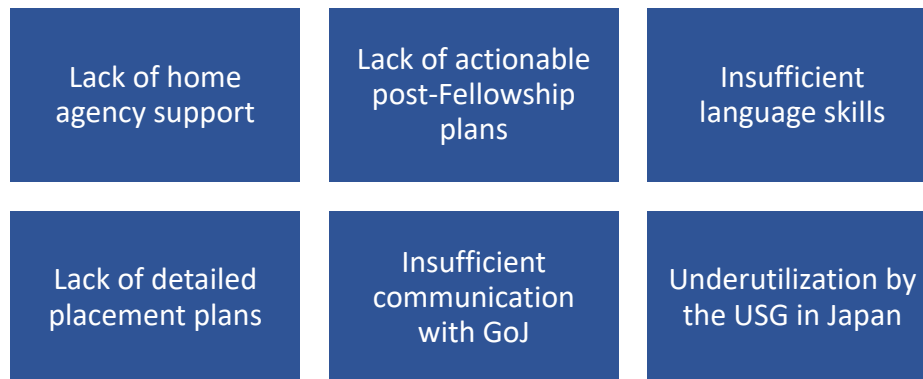 Lack of home
agency support
Lack of actionable
post-Fellowship
plans
Insufficient
language skills
Lack of detailed
placement plans
Insufficient
communication
with GoJ
Underutilization by
the USG in Japan